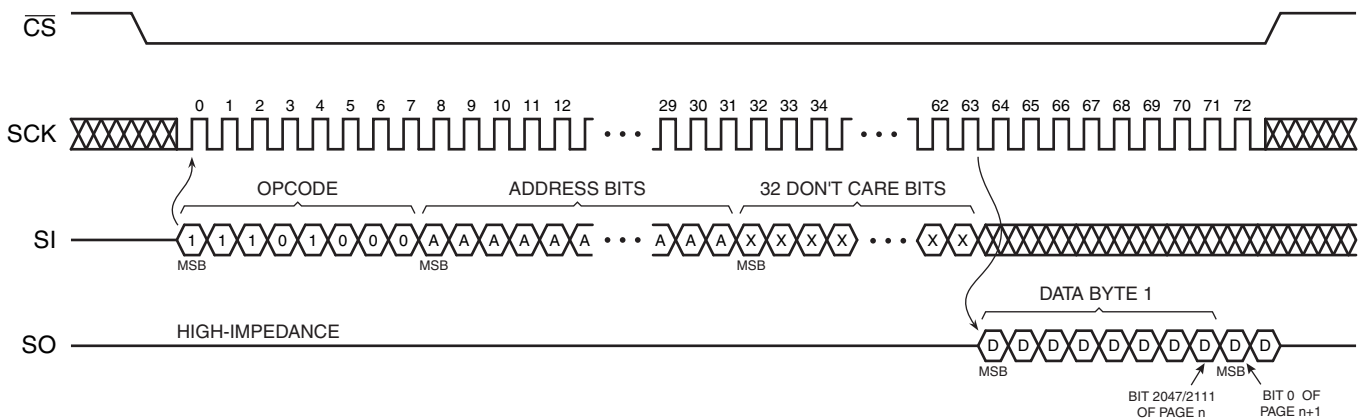 CS
0 1 2 3 4 5 6 7 8 9 10 11 12 29 30 31 32 33 34 62 63 64 65 66 67 68 69 70 71 72
SCK
OPCODE ADDRESS BITS 32 DON'T CARE BITS
SI 1 1 1 0 1 0 0 0 A A A A A A A A A X X X X X X
MSB MSB MSB
DATA BYTE 1
HIGH-IMPEDANCE
SO D D D D D D D D D D
MSB MSB
BIT 2047/2111 OF PAGE n
BIT 0 OF PAGE n+1